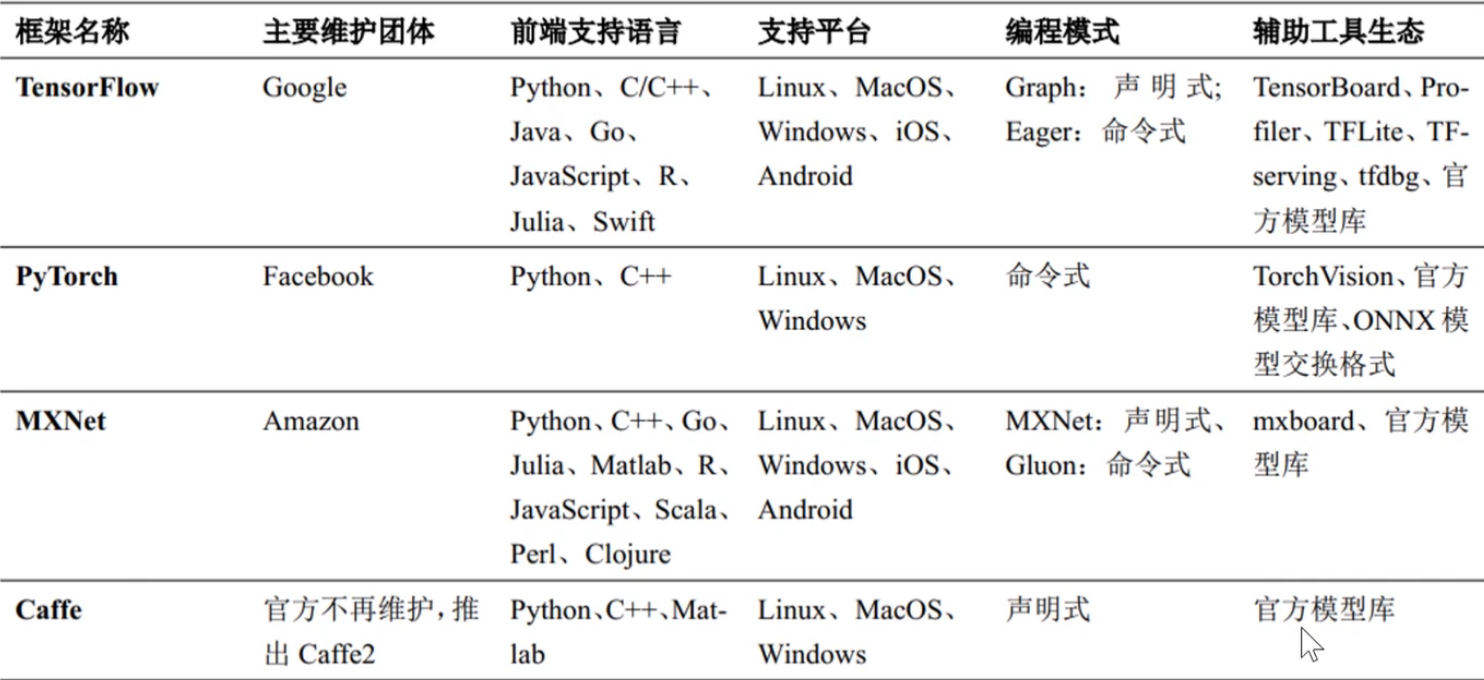 框架名称 主要维护团体 前端支持语言 支持平台 编程模式 辅助工具生态
TensorFlow Google Python、C/C++、 Linux、MacOS、 Graph：声明式; TensorBoard、Pro-
Java、Go、 Windows、iOS、 Eager：命令式 filer、TFLite、TF-
JavaScript、R、 Android serving、tfdbg、官
Julia、Swift 方模型库
PyTorch Facebook Python、C++ Linux、MacOS、 命令式 TorchVision、官方
Windows 模型库、ONNX 模
型交换格式
MXNet Amazon Python、C++、Go、 Linux、MacOS、 MXNet：声明式、 mxboard、官方模
Julia、Matlab、R、 Windows、iOS、 Gluon：命令式 型库
JavaScript、Scala、 Android
Perl、Clojure
Caffe 官方不再维护，推 Python、C++、Mat- Linux、MacOS、 声明式 官方模型库
出 Caffe2 lab Windows